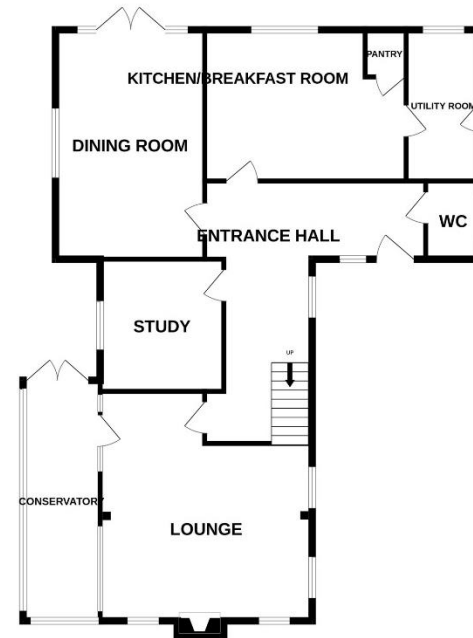 PANTRY
KITCHEN/BREAKFAST ROOM
UTILITY ROOM
DINING ROOM
WC
ENTRANCE HALL
STUDY
UP
CONSERVATORY
LOUNGE